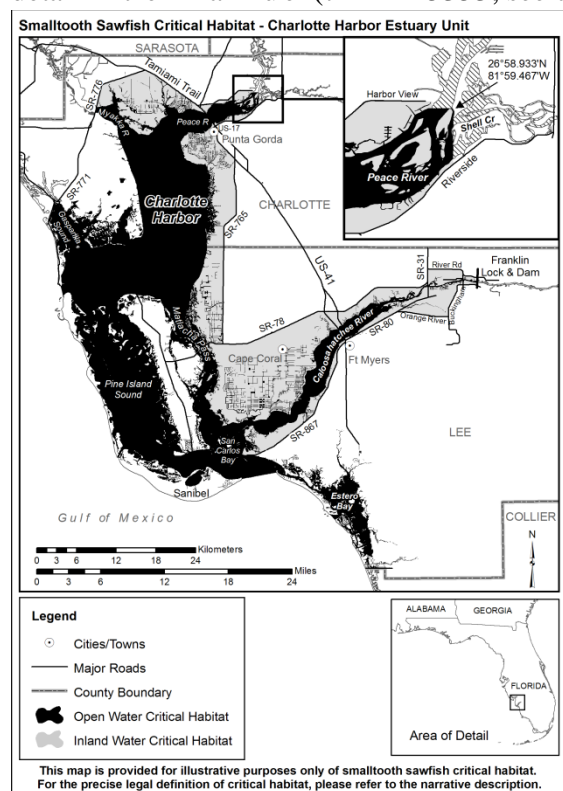 Smalltooth Sawfish Critical Habitat - Charlotte Harbor Estuary Unit
SARASOTA
Tamiami Trail
SR-776
Myakka R
Peace R
US-17
Punta Gorda
26° 58.933'N
81° 59.467'W
Harbor View
Shell Cr
Peace River
Riverside
SR-771
Gasparilla
Sound
Charlotte
Harbor
CHARLOTTE
SR-765
US-41
SR-31
River Rd
Franklin
Lock & Dam
Buckingham
Orange River
SR-80
SR-78
Matlacha Pass
Cape Coral
Caloosahatchee River
Ft Myers
Pine Island
Sound
SR-867
LEE
San
Carlos
Bay
Sanibel
Estero
Bay
COLLIER
Gulf of Mexico
N
Kilometers
0 3 6 12 18 24
Miles
0 3 6 12 18 24
Legend
Cities/Towns
Major Roads
County Boundary
Open Water Critical Habitat
Inland Water Critical Habitat
ALABAMA
GEORGIA
FLORIDA
Area of Detail
This map is provided for illustrative purposes only of smalltooth sawfish critical habitat.
For the precise legal definition of critical habitat, please refer to the narrative description.